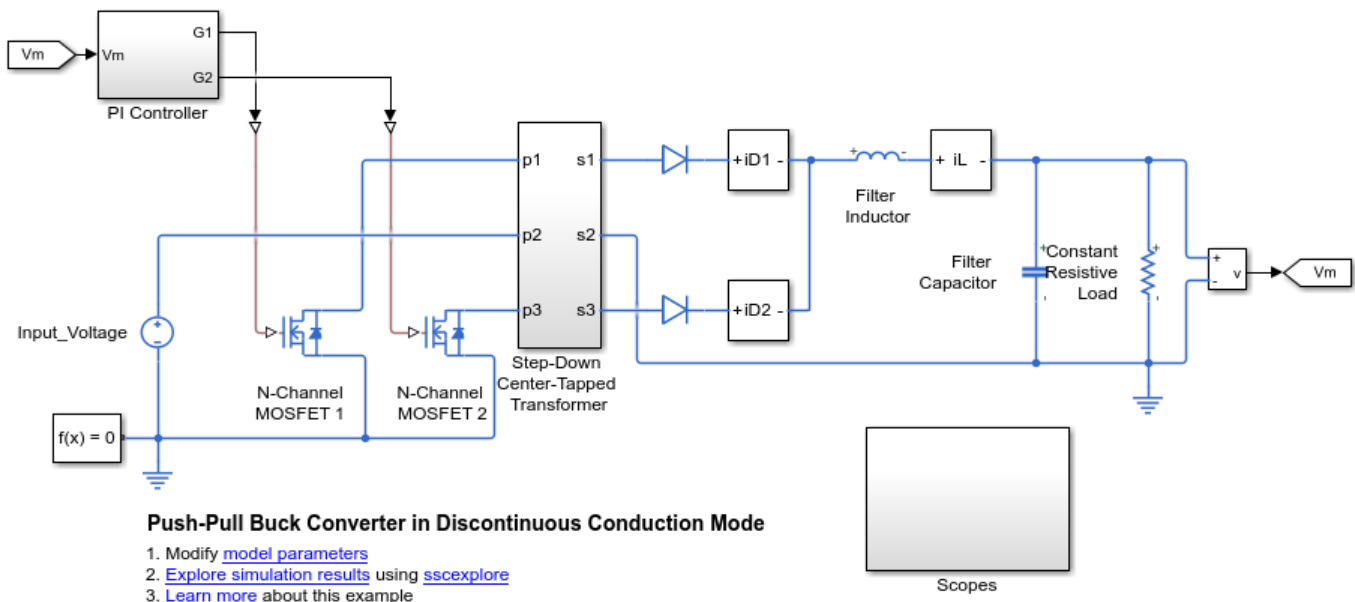 G1
Vm
Vm
G2
PI Controller
p1
s1
+iD1 -
+ -
+ iL -
Filter
Inductor
p2
s2
+
Constant
Resistive
Load
+
-
-
Filter
Capacitor
+
-
v
Vm
Input_Voltage
+
-
p3
s3
+iD2 -
N-Channel
MOSFET 1
N-Channel
MOSFET 2
Step-Down
Center-Tapped
Transformer
f(x) = 0
Push-Pull Buck Converter in Discontinuous Conduction Mode
1. Modify model parameters
2. Explore simulation results using sscexplore
3. Learn more about this example
Scopes